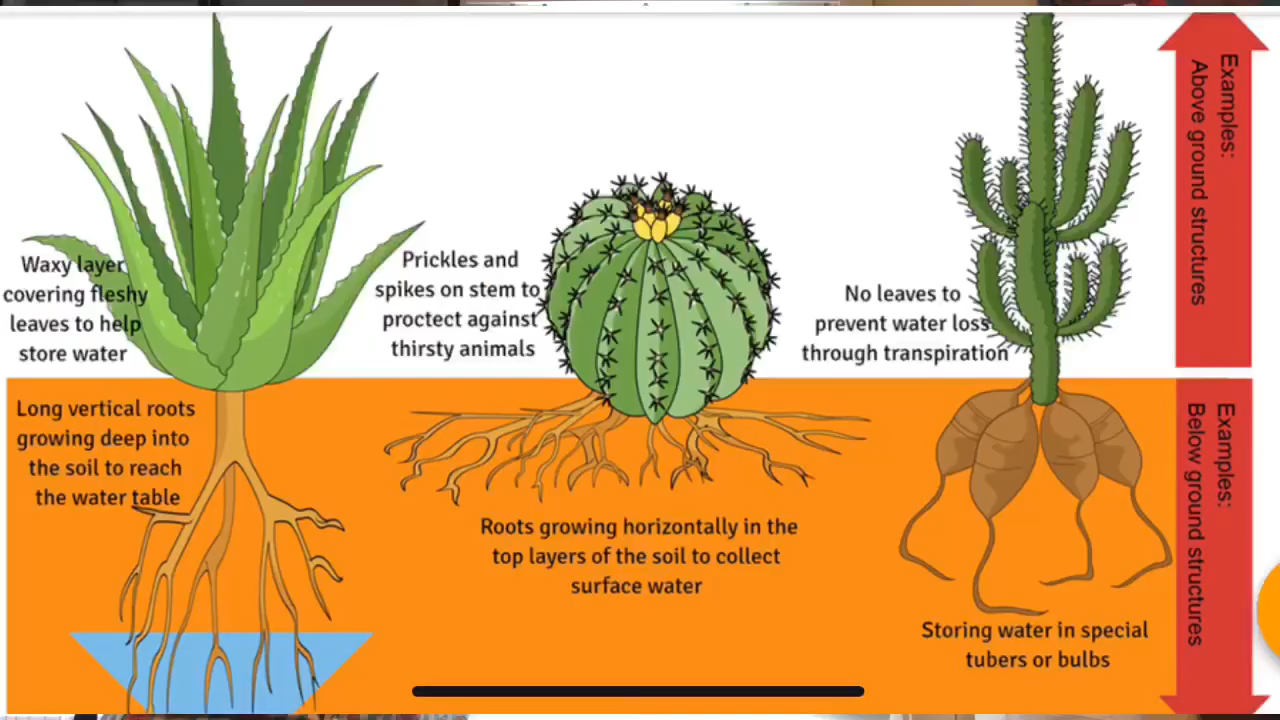 Waxy layer
covering fleshy
leaves to help
store water
Prickles and
spikes on stem to
proctect against
thirsty animals
No leaves to
prevent water loss
through transpiration
Examples:
Above ground structures
Long vertical roots
growing deep into
the soil to reach
the water table
Roots growing horizontally in the
top layers of the soil to collect
surface water
Storing water in special
tubers or bulbs
Examples:
Below ground structures